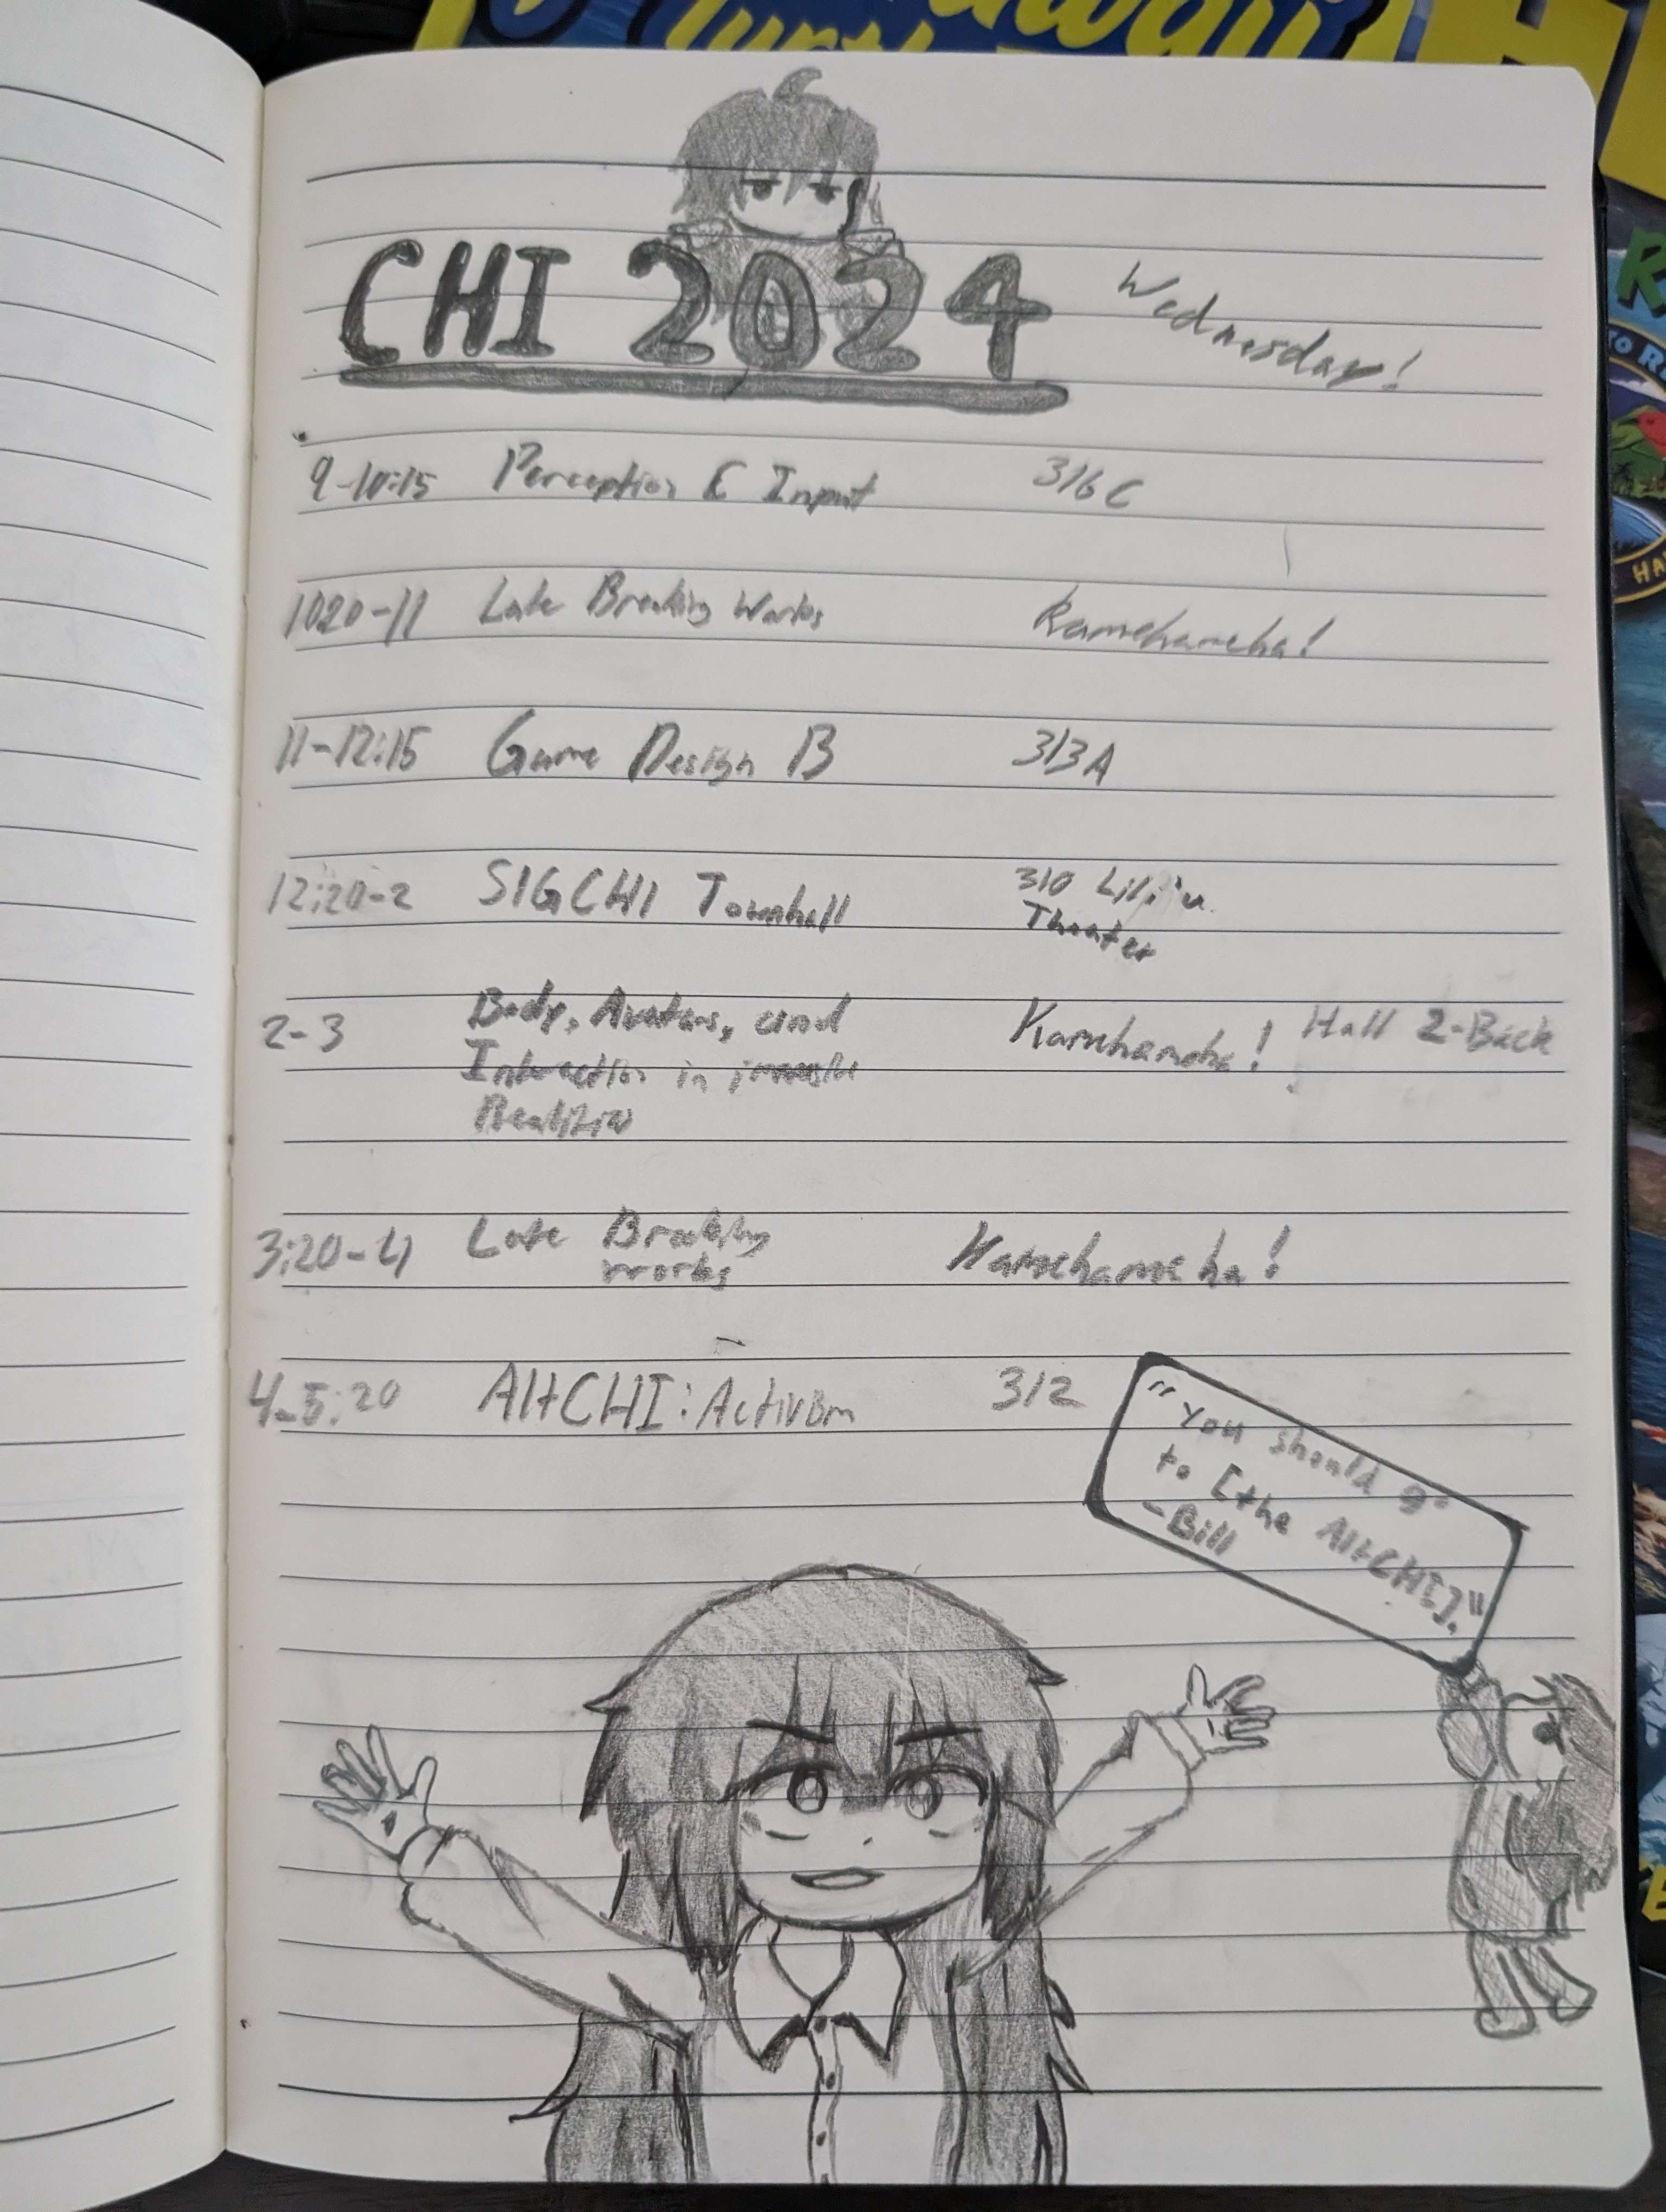 CHI 2024 Wednesday!
9-10:15 Perception & Input 316C
1020-11 Late Breaking Works Kamehameha!
11-12:15 Game Design B 313A
12:20-2 SIGCHI Townhall 310 Lili'u
Theater
2-3 Body, Avatars, and Kamehameha! Hall 2-Back
Interaction in
3:20-4 Late Breaking Kamehameha!
works
4-5:20 AltCHI: Activism 312
"You should go
to [the AltCHI]."
-Bill
HA